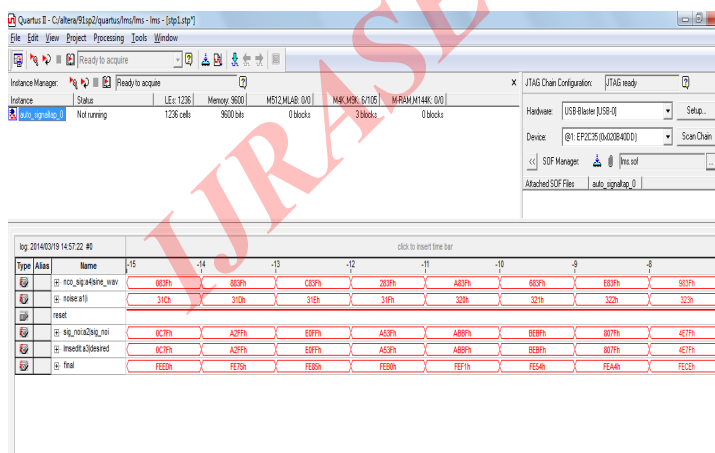 Quartus II - C:/altera/91sp2/quartus/lms/lms - lms - [stp1.stp*]
File Edit View Project Processing Tools Window
Ready to acquire
Instance Manager: Ready to acquire
JTAG Chain Configuration: JTAG ready
Instance Status LEs: 1236 Memory: 9600 M512,MLAB: 0/0 M4K,M9K: 6/105 M-RAM,M144K: 0/0
auto_signaltap_0 Not running 1236 cells 9600 bits 0 blocks 3 blocks 0 blocks
Hardware: USB-Blaster [USB-0] Setup...
Device: @1: EP2C35 (0x020B40DD) Scan Chain
<< SOF Manager: lms.sof ...
Attached SOF Files auto_signaltap_0
IJRASE
log: 2014/03/19 14:57:22 #0 click to insert time bar
Type Alias Name -15 -14 -13 -12 -11 -10 -9 -8
nco_sig:a4|sine_wav 083Fh 883Fh C83Fh 283Fh A83Fh 683Fh E83Fh 983Fh
noise:a1|i 31Ch 31Dh 31Eh 31Fh 320h 321h 322h 323h
reset
sig_noi:a2|sig_noi 0C7Fh A2FFh E0FFh A53Fh ABBFh BEBFh 807Fh 4E7Fh
lmsedit:a3|desired 0C7Fh A2FFh E0FFh A53Fh ABBFh BEBFh 807Fh 4E7Fh
final FEEDh FE75h FE85h FEB0h FEF1h FE54h FEA4h FECEh